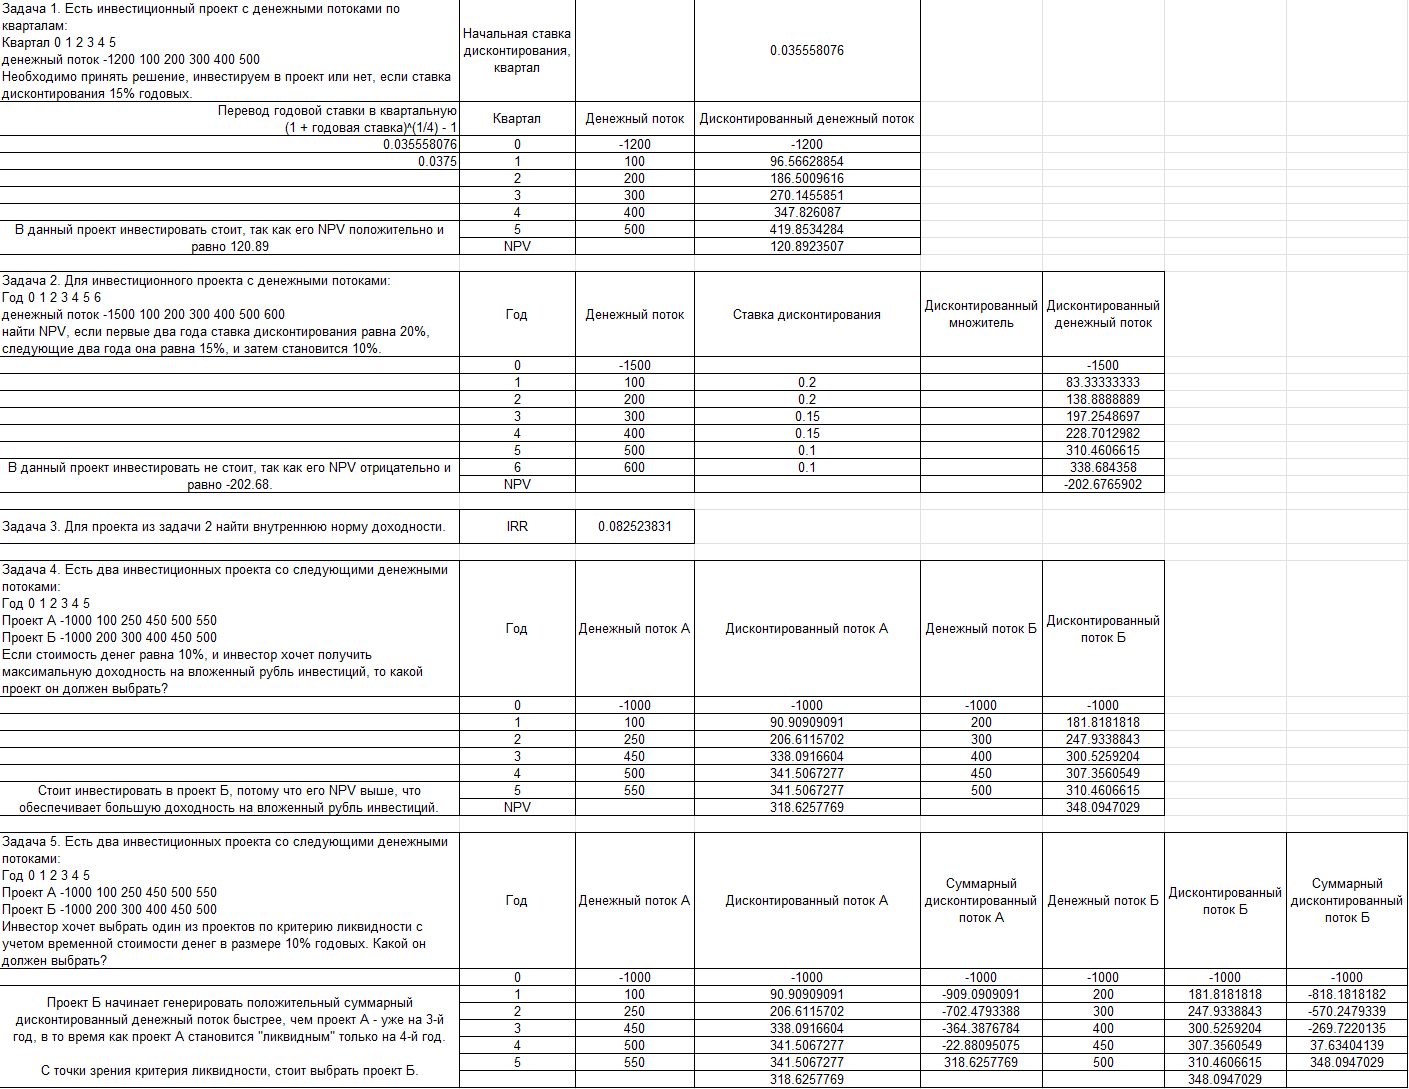 Задача 1. Есть инвестиционный проект с денежными потоками по
кварталам:
Квартал 0 1 2 3 4 5
денежный поток -1200 100 200 300 400 500
Необходимо принять решение, инвестируем в проект или нет, если ставка
дисконтирования 15% годовых.
Начальная ставка
дисконтирования,
квартал
0.035558076
Перевод годовой ставки в квартальную
(1 + годовая ставка)^(1/4) - 1
Квартал Денежный поток Дисконтированный денежный поток
0.035558076 0 -1200 -1200
0.0375 1 100 96.56628854
2 200 186.5009616
3 300 270.1455851
4 400 347.826087
В данный проект инвестировать стоит, так как его NPV положительно и
равно 120.89
5 500 419.8534284
NPV 120.8923507
Задача 2. Для инвестиционного проекта с денежными потоками:
Год 0 1 2 3 4 5 6
денежный поток -1500 100 200 300 400 500 600
найти NPV, если первые два года ставка дисконтирования равна 20%,
следующие два года она равна 15%, и затем становится 10%.
Год
Денежный поток
Ставка дисконтирования
Дисконтированный
множитель
Дисконтированный
денежный поток
0 -1500 -1500
1 100 0.2 83.33333333
2 200 0.2 138.8888889
3 300 0.15 197.2548697
4 400 0.15 228.7012982
5 500 0.1 310.4606615
В данный проект инвестировать не стоит, так как его NPV отрицательно и
равно -202.68.
6 600 0.1 338.684358
NPV -202.6765902
Задача 3. Для проекта из задачи 2 найти внутреннюю норму доходности. IRR 0.082523831
Задача 4. Есть два инвестиционных проекта со следующими денежными
потоками:
Год 0 1 2 3 4 5
Проект А -1000 100 250 450 500 550
Проект Б -1000 200 300 400 450 500
Если стоимость денег равна 10%, и инвестор хочет получить
максимальную доходность на вложенный рубль инвестиций, то какой
проект он должен выбрать?
Год
Денежный поток А
Дисконтированный поток А
Денежный поток Б
Дисконтированный
поток Б
0 -1000 -1000 -1000 -1000
1 100 90.90909091 200 181.8181818
2 250 206.6115702 300 247.9338843
3 450 338.0916604 400 300.5259204
4 500 341.5067277 450 307.3560549
Стоит инвестировать в проект Б, потому что его NPV выше, что
обеспечивает большую доходность на вложенный рубль инвестиций.
5 550 341.5067277 500 310.4606615
NPV 318.6257769 348.0947029
Задача 5. Есть два инвестиционных проекта со следующими денежными
потоками:
Год 0 1 2 3 4 5
Проект А -1000 100 250 450 500 550
Проект Б -1000 200 300 400 450 500
Инвестор хочет выбрать один из проектов по критерию ликвидности с
учетом временной стоимости денег в размере 10% годовых. Какой он
должен выбрать?
Год
Денежный поток А
Дисконтированный поток А
Суммарный
дисконтированный
поток А
Денежный поток Б
Дисконтированный
поток Б
Суммарный
дисконтированный
поток Б
0 -1000 -1000 -1000 -1000 -1000 -1000
Проект Б начинает генерировать положительный суммарный
дисконтированный денежный поток быстрее, чем проект А - уже на 3-й
год, в то время как проект А становится "ликвидным" только на 4-й год.
С точки зрения критерия ликвидности, стоит выбрать проект Б.
1 100 90.90909091 -909.0909091 200 181.8181818 -818.1818182
2 250 206.6115702 -702.4793388 300 247.9338843 -570.2479339
3 450 338.0916604 -364.3876784 400 300.5259204 -269.7220135
4 500 341.5067277 -22.88095075 450 307.3560549 37.63404139
5 550 341.5067277 318.6257769 500 310.4606615 348.0947029
318.6257769 348.0947029